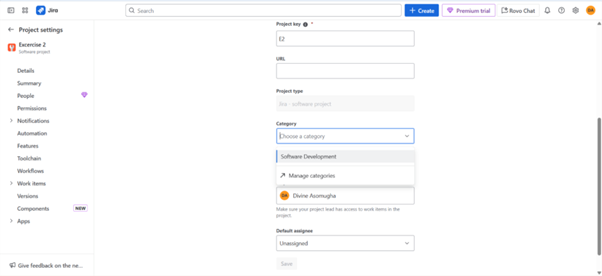 Jira
Search
+ Create
Premium trial
Rovo Chat
DA
Project settings
Excercise 2
Software project
Details
Summary
People
Permissions
Notifications
Automation
Features
Toolchain
Workflows
Work items
Versions
Components NEW
Apps
Give feedback on the ne...
Project key *
E2
URL
Project type
Jira - software project
Category
Choose a category
Software Development
Manage categories
DA Divine Asomugha
Make sure your project lead has access to work items in the
project.
Default assignee
Unassigned
Save